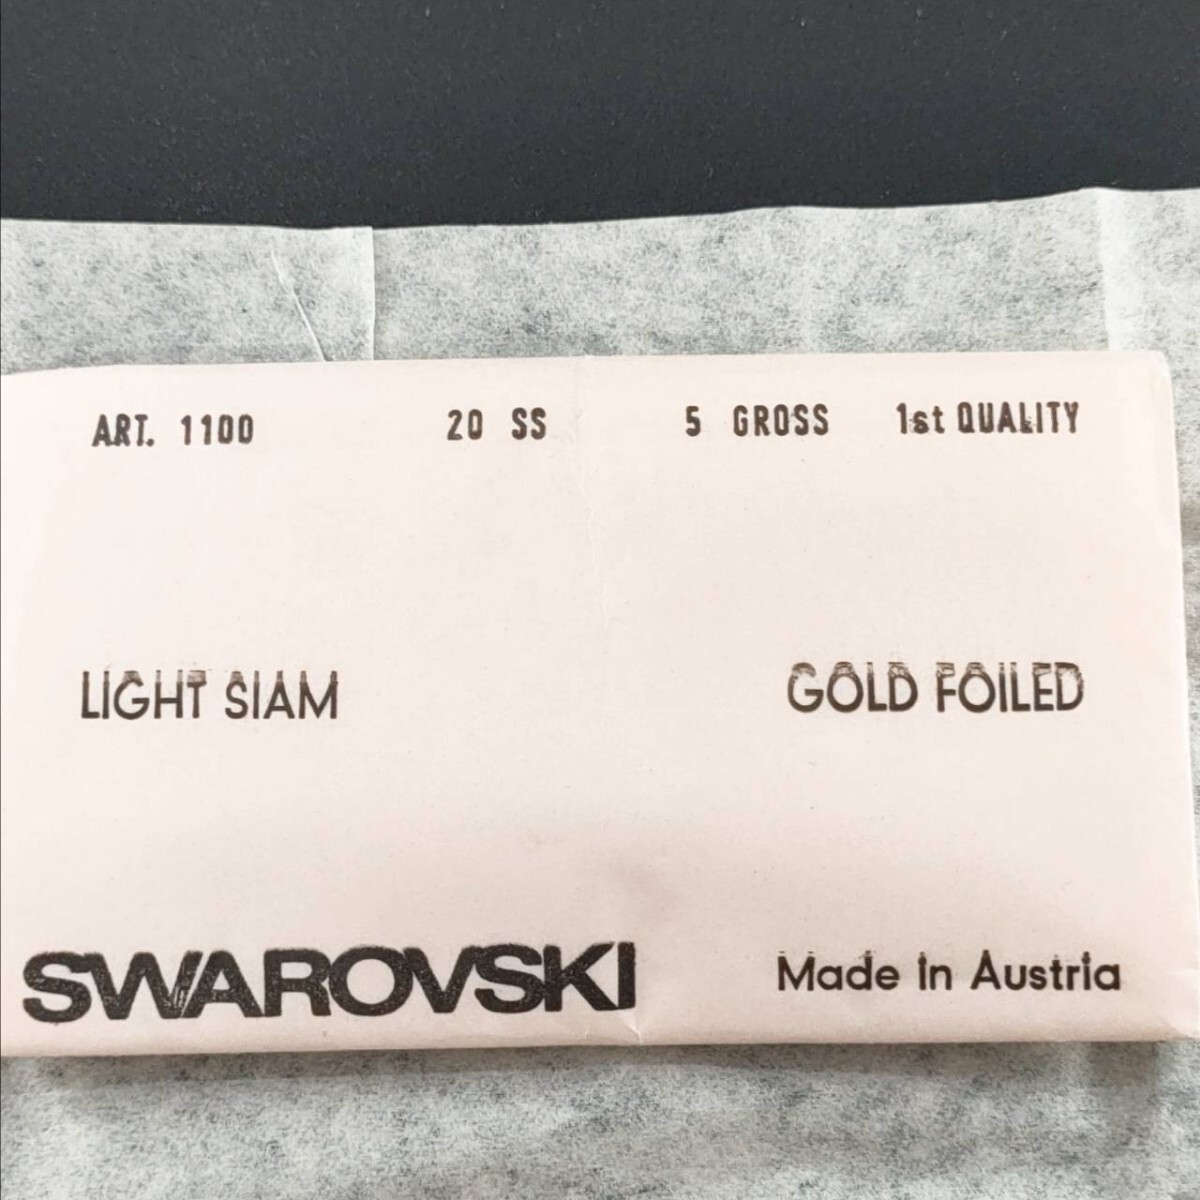 ART. 1100 20 SS 5 GROSS 1st QUALITY
LIGHT SIAM GOLD FOILED
SWAROVSKI Made in Austria